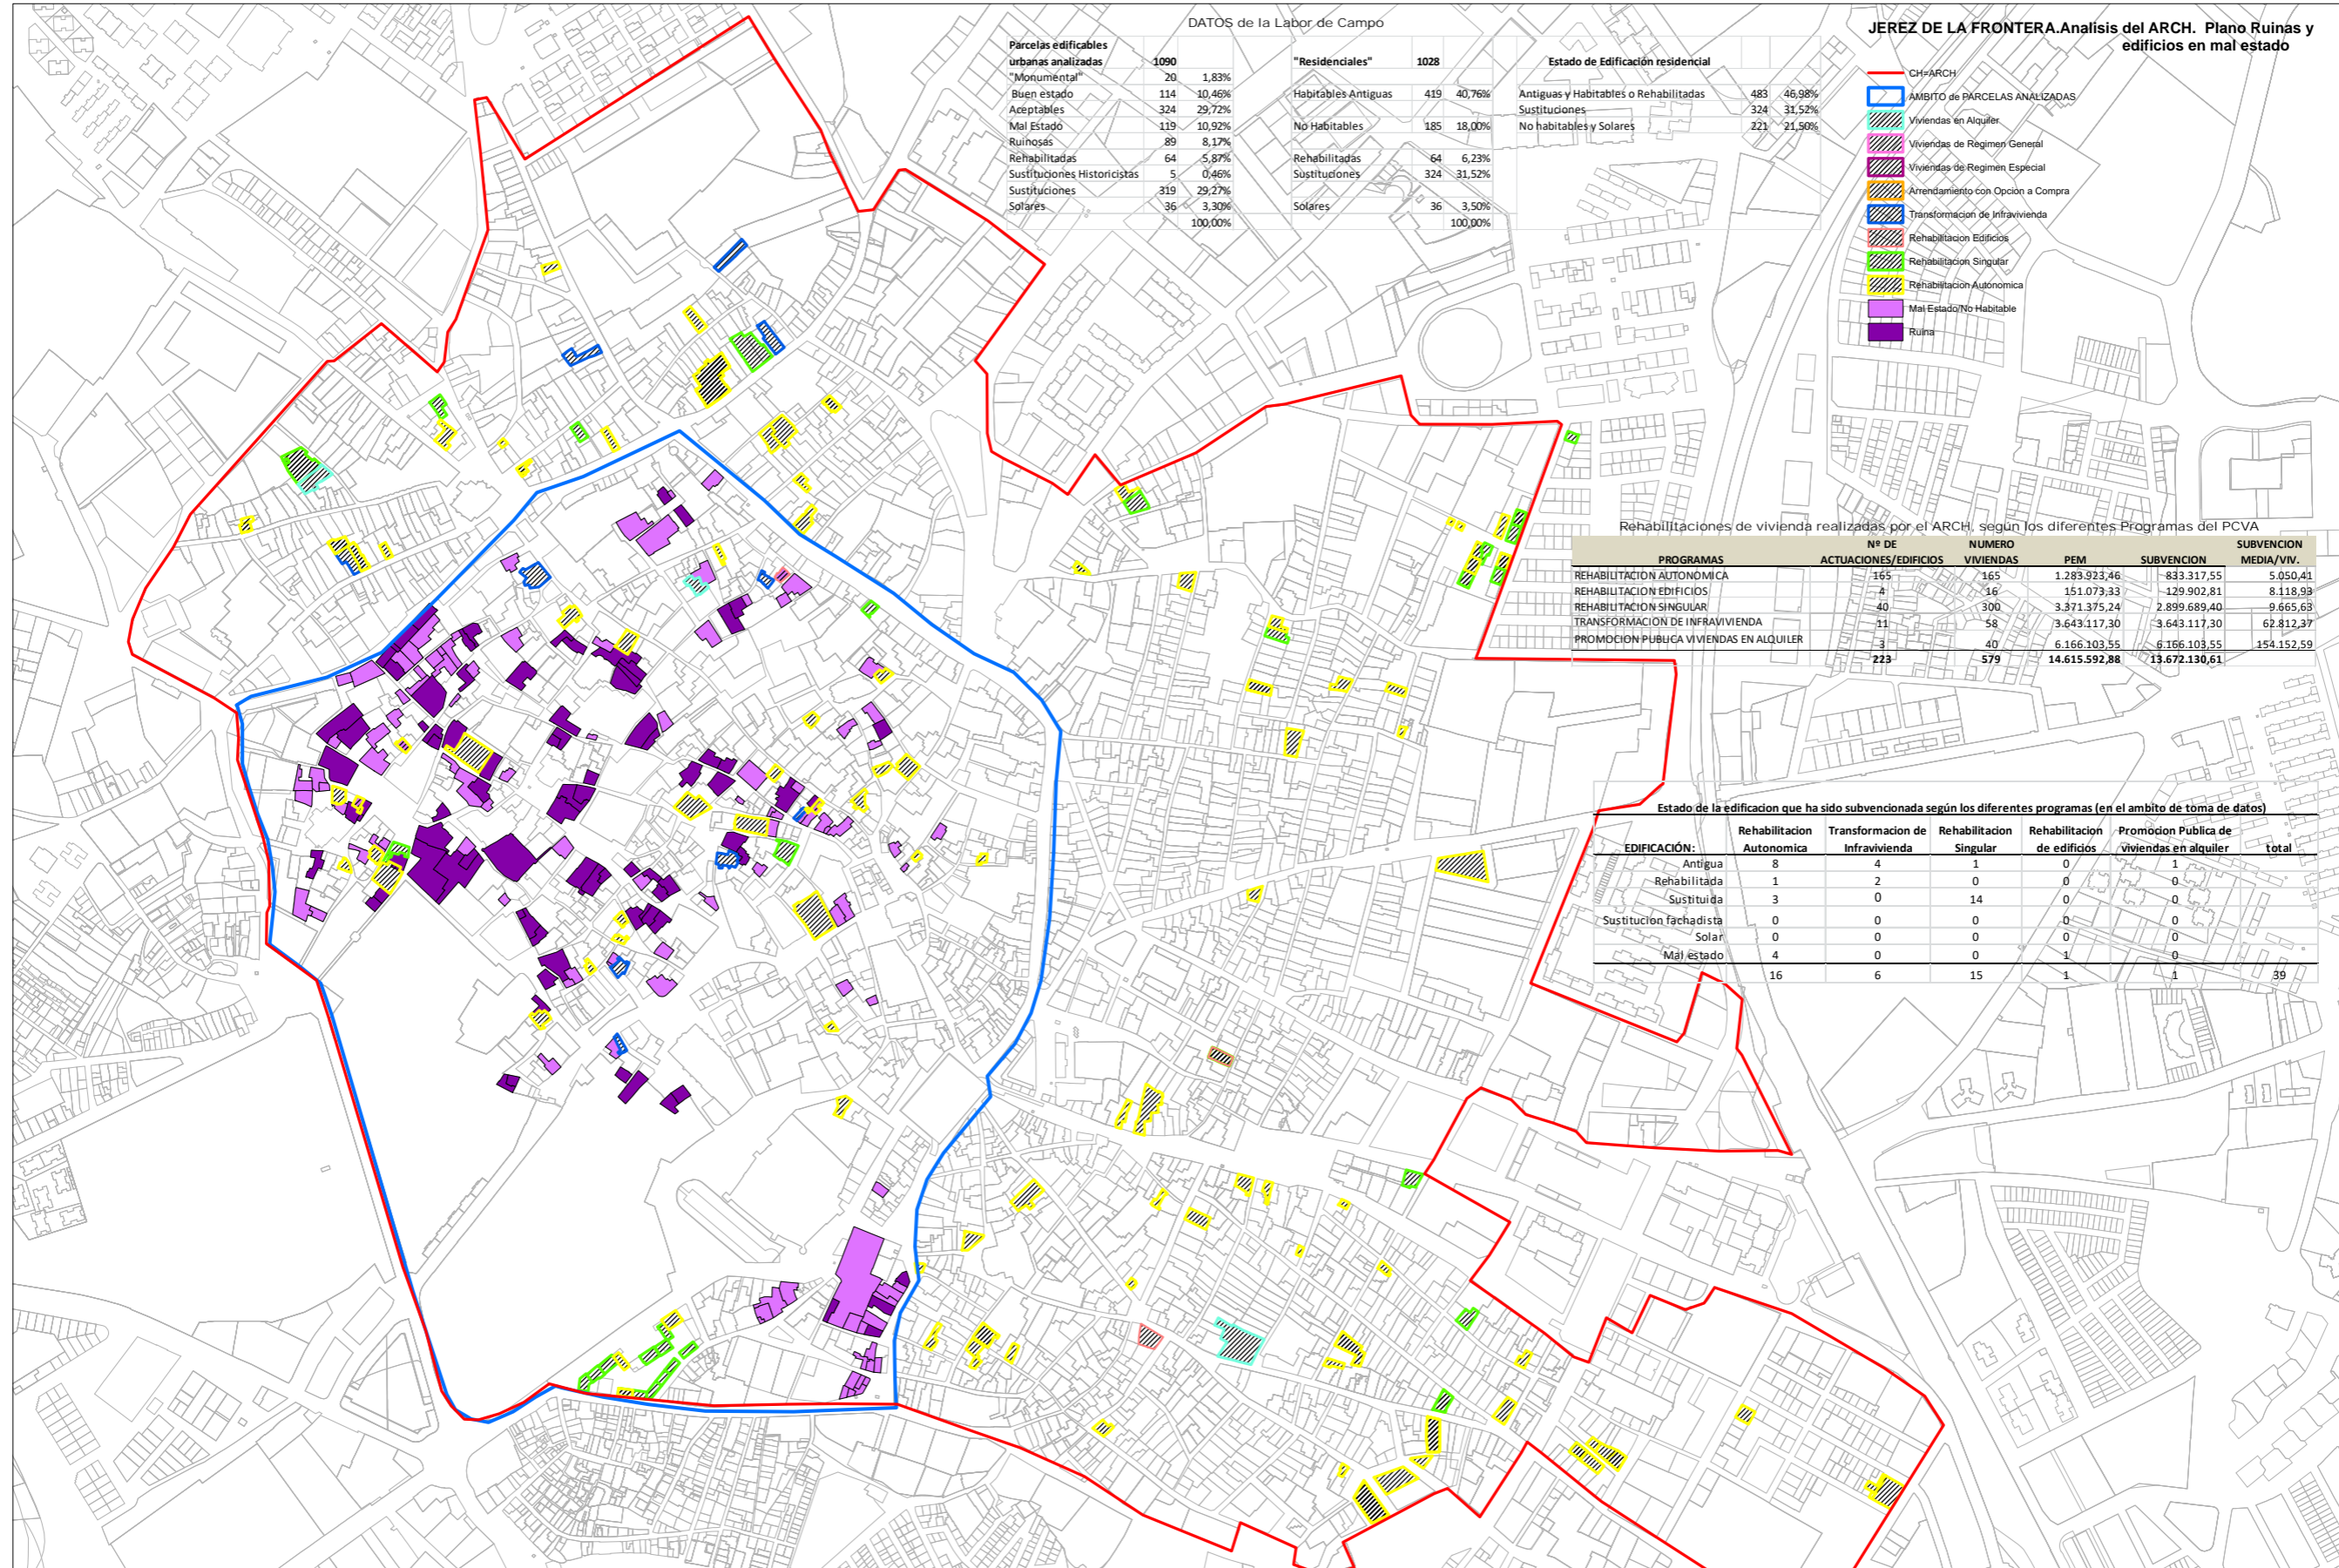 DATOS de la Labor de Campo
JEREZ DE LA FRONTERA.Analisis del ARCH. Plano Ruinas y
edificios en mal estado
Parcelas edificables
urbanas analizadas 1090 "Residenciales" 1028 Estado de Edificación residencial
"Monumental" 20 1,83%
Buen estado 114 10,46% Habitables Antiguas 419 40,76% Antiguas y Habitables o Rehabilitadas 483 46,98%
Aceptables 324 29,72% Sustituciones 324 31,52%
Mal Estado 119 10,92% No Habitables 185 18,00% No habitables y Solares 221 21,50%
Ruinosas 89 8,17%
Rehabilitadas 64 5,87% Rehabilitadas 64 6,23%
Sustituciones Historicistas 5 0,46% Sustituciones 324 31,52%
Sustituciones 319 29,27%
Solares 36 3,30% Solares 36 3,50%
100,00% 100,00%
CH=ARCH
AMBITO de PARCELAS ANALIZADAS
Viviendas en Alquiler
Viviendas de Regimen General
Viviendas de Regimen Especial
Arrendamiento con Opcion a Compra
Transformacion de Infravivienda
Rehabilitacion Edificios
Rehabilitacion Singular
Rehabilitacion Autonomica
Mal Estado/No Habitable
Ruina
Rehabilitaciones de vivienda realizadas por el ARCH, según los diferentes Programas del PCVA
Nº DE NUMERO SUBVENCION
PROGRAMAS ACTUACIONES/EDIFICIOS VIVIENDAS PEM SUBVENCION MEDIA/VIV.
REHABILITACION AUTONOMICA 165 165 1.283.923,46 833.317,55 5.050,41
REHABILITACION EDIFICIOS 4 16 151.073,33 129.902,81 8.118,93
REHABILITACION SINGULAR 40 300 3.371.375,24 2.899.689,40 9.665,63
TRANSFORMACION DE INFRAVIVIENDA 11 58 3.643.117,30 3.643.117,30 62.812,37
PROMOCION PUBLICA VIVIENDAS EN ALQUILER 3 40 6.166.103,55 6.166.103,55 154.152,59
223 579 14.615.592,88 13.672.130,61
Estado de la edificacion que ha sido subvencionada según los diferentes programas (en el ambito de toma de datos)
Rehabilitacion Transformacion de Rehabilitacion Rehabilitacion Promocion Publica de
EDIFICACIÓN: Autonomica Infravivienda Singular de edificios viviendas en alquiler total
Antigua 8 4 1 0 1
Rehabilitada 1 2 0 0 0
Sustituida 3 0 14 0 0
Sustitucion fachadista 0 0 0 0 0
Solar 0 0 0 0 0
Mal estado 4 0 0 1 0
16 6 15 1 1 39